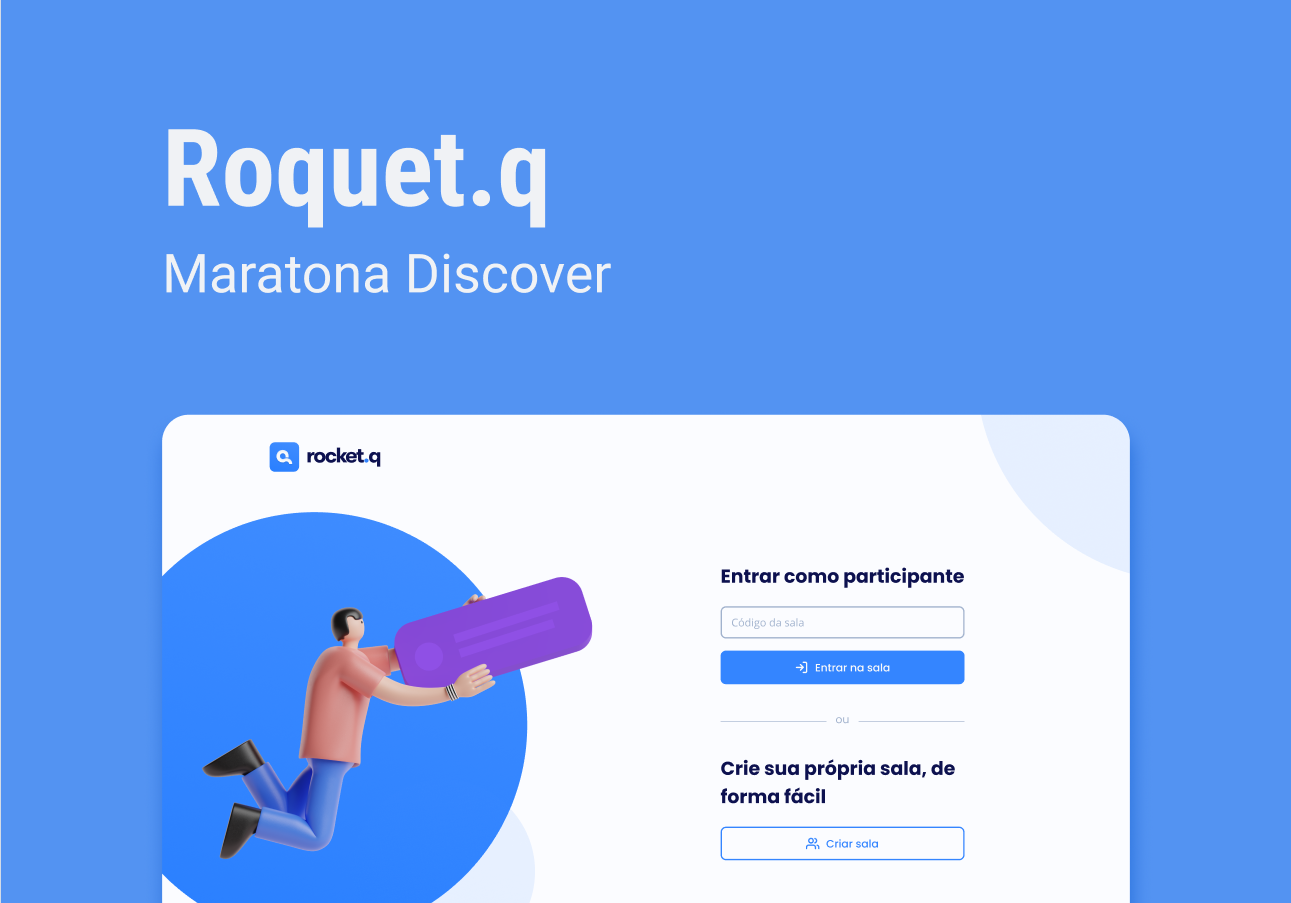 Roquet.q
Maratona Discover
rocket.q
Entrar como participante
Código da sala
Entrar na sala
ou
Crie sua própria sala, de
forma fácil
Criar sala